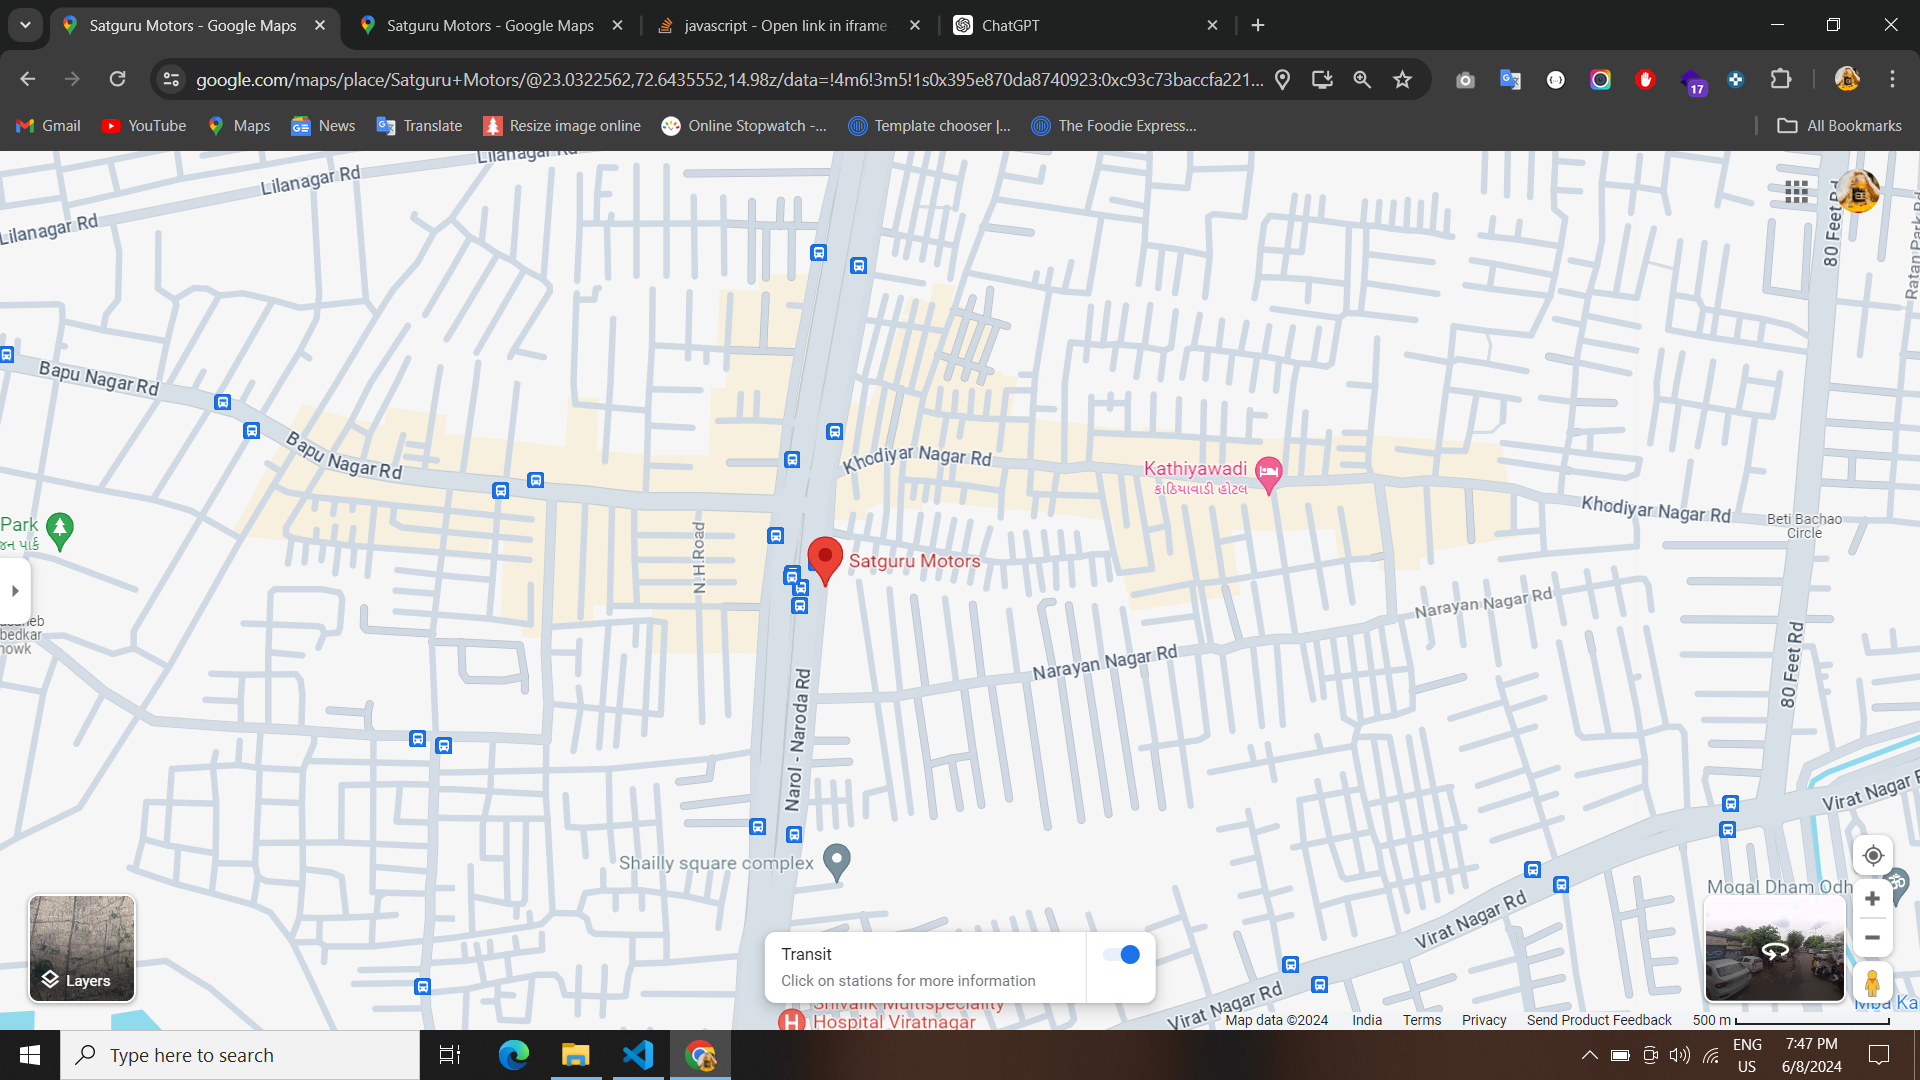 Satguru Motors - Google Maps
Satguru Motors - Google Maps
javascript - Open link in iframe
ChatGPT
google.com/maps/place/Satguru+Motors/@23.0322562,72.6435552,14.98z/data=!4m6!3m5!1s0x395e870da8740923:0xc93c73baccfa221...
17
Gmail
YouTube
Maps
News
Translate
Resize image online
Online Stopwatch -...
Template chooser |...
The Foodie Express...
All Bookmarks
Lilanagar Rd
Lilanagar Rd
Lilanagar Rd
80 Feet Rd
Ratan Park Rd
Bapu Nagar Rd
Bapu Nagar Rd
Khodiyar Nagar Rd
Kathiyawadi
કાઠિયાવાડી હોટલ
Khodiyar Nagar Rd
Beti Bachao
Circle
Park
પાર્ક
N.H.Road
Satguru Motors
Narayan Nagar Rd
Narayan Nagar Rd
80 Feet Rd
bedkar
howk
Narol - Naroda Rd
Virat Nagar R
Shailly square complex
Mogal Dham Odh
Virat Nagar Rd
Virat Nagar Rd
Layers
Transit
Click on stations for more information
Shivalik Multispeciality
H
Hospital Viratnagar
Mba Ka
Map data ©2024
India
Terms
Privacy
Send Product Feedback
500 m
Type here to search
ENG
US
7:47 PM
6/8/2024